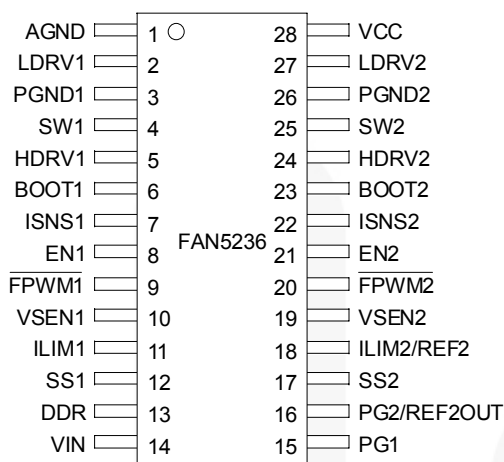 AGND 1 28 VCC
LDRV1 2 27 LDRV2
PGND1 3 26 PGND2
SW1 4 25 SW2
HDRV1 5 24 HDRV2
BOOT1 6 23 BOOT2
ISNS1 7 22 ISNS2
FAN5236
EN1 8 21 EN2
FPWM1 9 20 FPWM2
VSEN1 10 19 VSEN2
ILIM1 11 18 ILIM2/REF2
SS1 12 17 SS2
DDR 13 16 PG2/REF2OUT
VIN 14 15 PG1